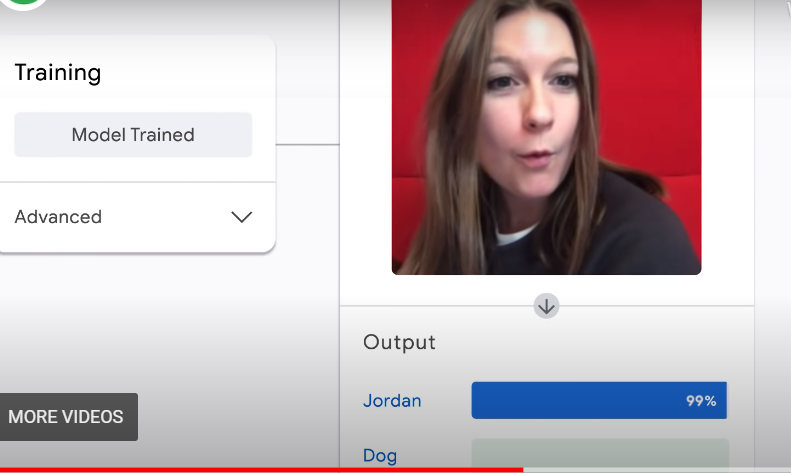 Training
Model Trained
Advanced
Output
Jordan
99%
Dog
MORE VIDEOS